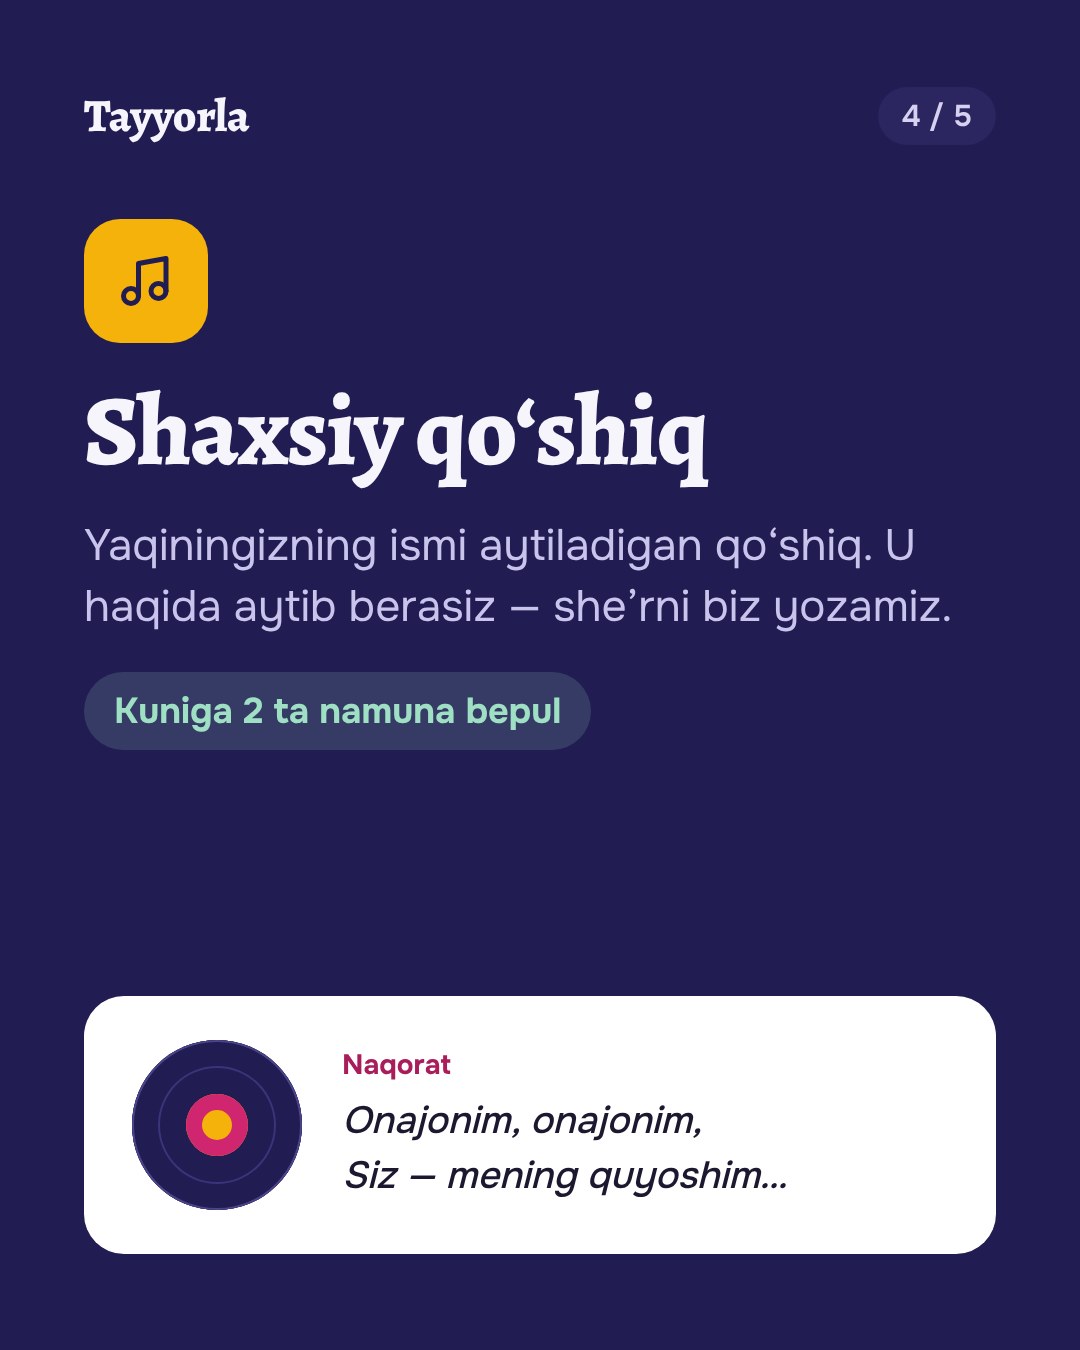 Tayyorla
4 / 5
Shaxsiy qo‘shiq
Yaqiningizning ismi aytiladigan qo‘shiq. U
haqida aytib berasiz — she’rni biz yozamiz.
Kuniga 2 ta namuna bepul
Naqorat
Onajonim, onajonim,
Siz — mening quyoshim...